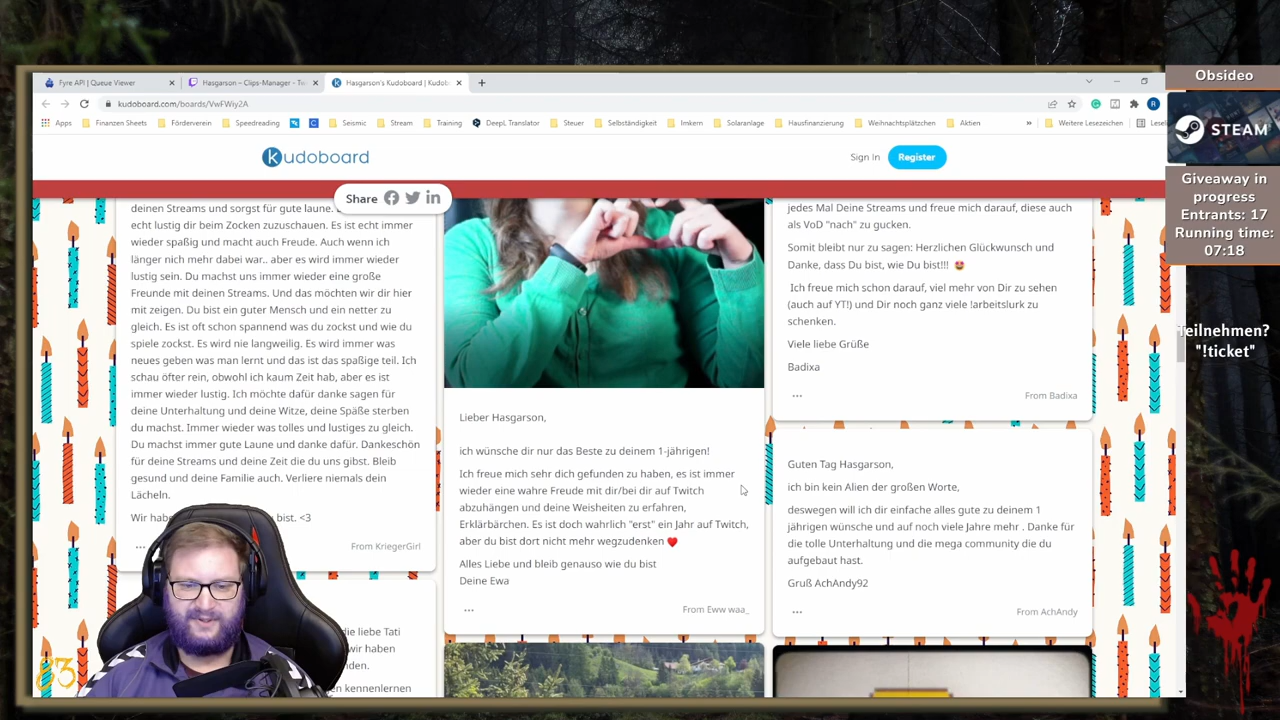 Fyre API | Queue Viewer
Hasgarson – Clips-Manager - Tw
Hasgarson's Kudoboard | Kudob
kudoboard.com/boards/VwFWiy2A
R
Apps
Finanzen Sheets
Förderverein
Speedreading
Seismic
Stream
Training
DeepL Translator
Steuer
Selbständigkeit
Imkern
Solaranlage
Hausfinanzierung
Weihnachtsplätzchen
Aktien
»
Weitere Lesezeichen
Lesel
kudoboard
Sign In
Register
Share
deinen Streams und sorgst für gute laune.
echt lustig dir beim Zocken zuzuschauen. Es ist echt immer
wieder spaßig und macht auch Freude. Auch wenn ich
länger nich mehr dabei war.. aber es wird immer wieder
lustig sein. Du machst uns immer wieder eine große
Freunde mit deinen Streams. Und das möchten wir dir hier
mit zeigen. Du bist ein guter Mensch und ein netter zu
gleich. Es ist oft schon spannend was du zockst und wie du
spiele zockst. Es wird nie langweilig. Es wird immer was
neues geben was man lernt und das ist das spaßige teil. Ich
schau öfter rein, obwohl ich kaum Zeit hab, aber es ist
immer wieder lustig. Ich möchte dafür danke sagen für
deine Unterhaltung und deine Witze, deine Späße sterben
du machst. Immer wieder was tolles und lustiges zu gleich.
Du machst immer gute Laune und danke dafür. Dankeschön
für deine Streams und deine Zeit die du uns gibst. Bleib
gesund und deine Familie auch. Verliere niemals dein
Lächeln.
Wir habe
bist. <3
From KriegerGirl
die liebe Tati
wir haben
nden.
n kennenlernen
Lieber Hasgarson,
ich wünsche dir nur das Beste zu deinem 1-jährigen!
Ich freue mich sehr dich gefunden zu haben, es ist immer
wieder eine wahre Freude mit dir/bei dir auf Twitch
abzuhängen und deine Weisheiten zu erfahren,
Erklärbärchen. Es ist doch wahrlich "erst" ein Jahr auf Twitch,
aber du bist dort nicht mehr wegzudenken ♥
Alles Liebe und bleib genauso wie du bist
Deine Ewa
From Eww waa_
jedes Mal Deine Streams und freue mich darauf, diese auch
als VoD "nach" zu gucken.
Somit bleibt nur zu sagen: Herzlichen Glückwunsch und
Danke, dass Du bist, wie Du bist!!! 😍
Ich freue mich schon darauf, viel mehr von Dir zu sehen
(auch auf YT!) und Dir noch ganz viele !arbeitslurk zu
schenken.
Viele liebe Grüße
Badixa
From Badixa
Guten Tag Hasgarson,
ich bin kein Alien der großen Worte,
deswegen will ich dir einfache alles gute zu deinem 1
jährigen wünsche und auf noch viele Jahre mehr . Danke für
die tolle Unterhaltung und die mega community die du
aufgebaut hast.
Gruß AchAndy92
From AchAndy
83
Obsideo
STEAM
Giveaway in
progress
Entrants: 17
Running time:
07:18
Teilnehmen?
"!ticket"